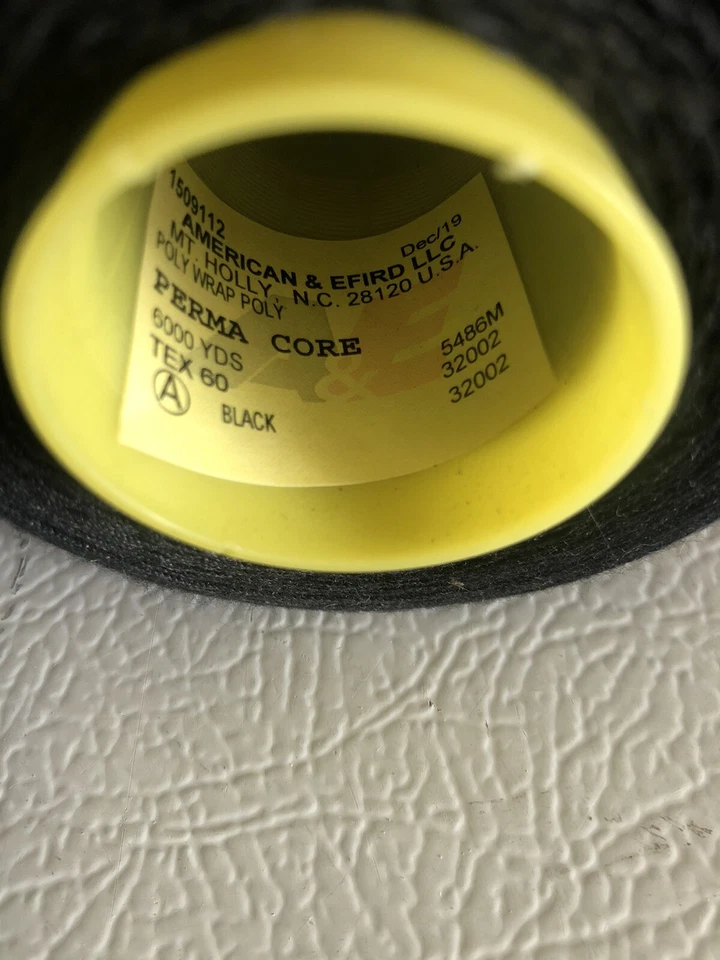 1509112
Dec/19
AMERICAN & EFIRD LLC
MT. HOLLY, N.C. 28120 U.S.A.
POLY WRAP POLY
PERMA CORE
6000 YDS 5486M
TEX 60 32002
A BLACK 32002
A&E